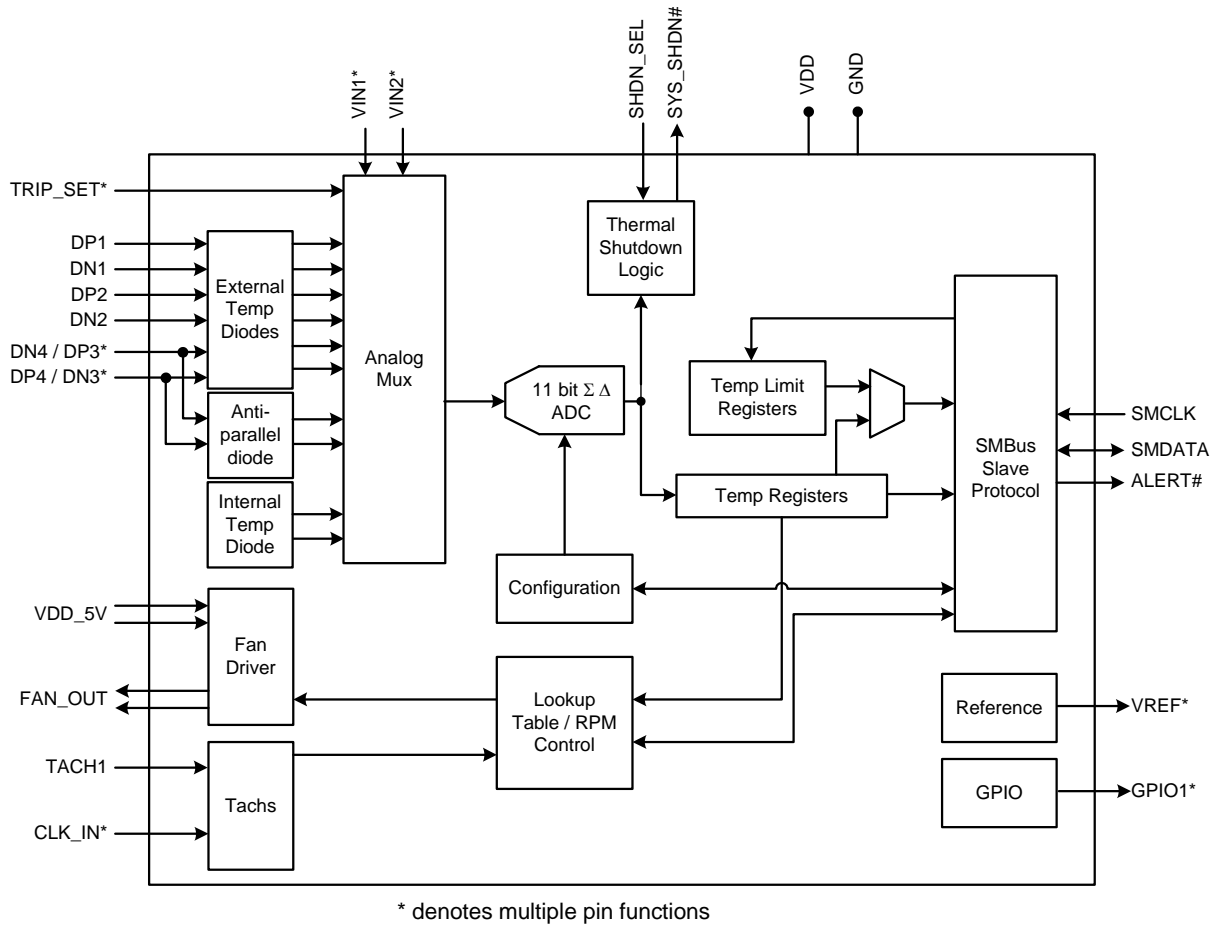 VIN1*
VIN2*
SHDN_SEL
SYS_SHDN#
VDD
GND
TRIP_SET*
DP1
DN1
DP2
DN2
DN4 / DP3*
DP4 / DN3*
External
Temp
Diodes
Anti-
parallel
diode
Internal
Temp
Diode
Analog
Mux
Thermal
Shutdown
Logic
11 bit Σ Δ
ADC
Temp Limit
Registers
Temp Registers
SMBus
Slave
Protocol
SMCLK
SMDATA
ALERT#
Configuration
VDD_5V
FAN_OUT
Fan
Driver
Lookup
Table / RPM
Control
Reference
VREF*
TACH1
CLK_IN*
Tachs
GPIO
GPIO1*
* denotes multiple pin functions